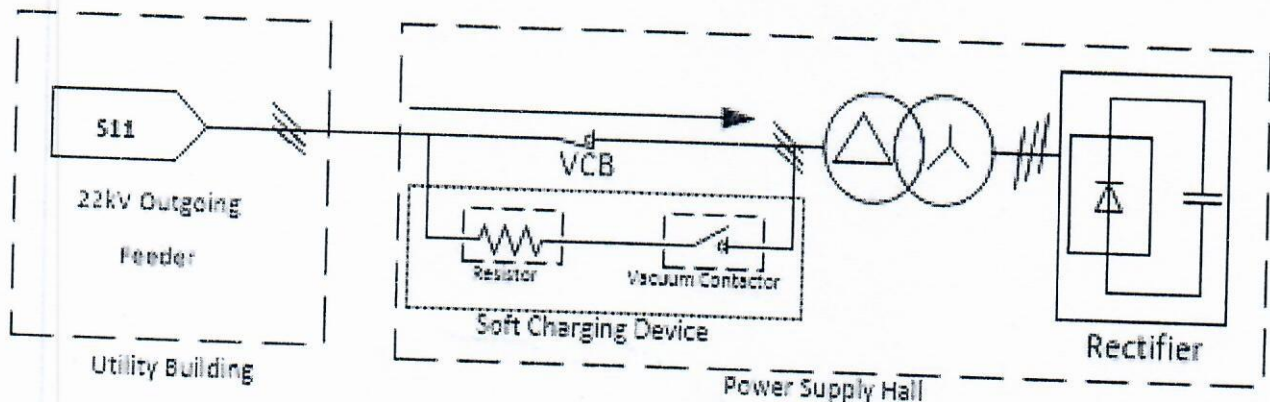 511
22kV Outgoing
Feeder
Utility Building
VCB
Resistor
Vacuum Contactor
Soft Charging Device
Rectifier
Power Supply Hall